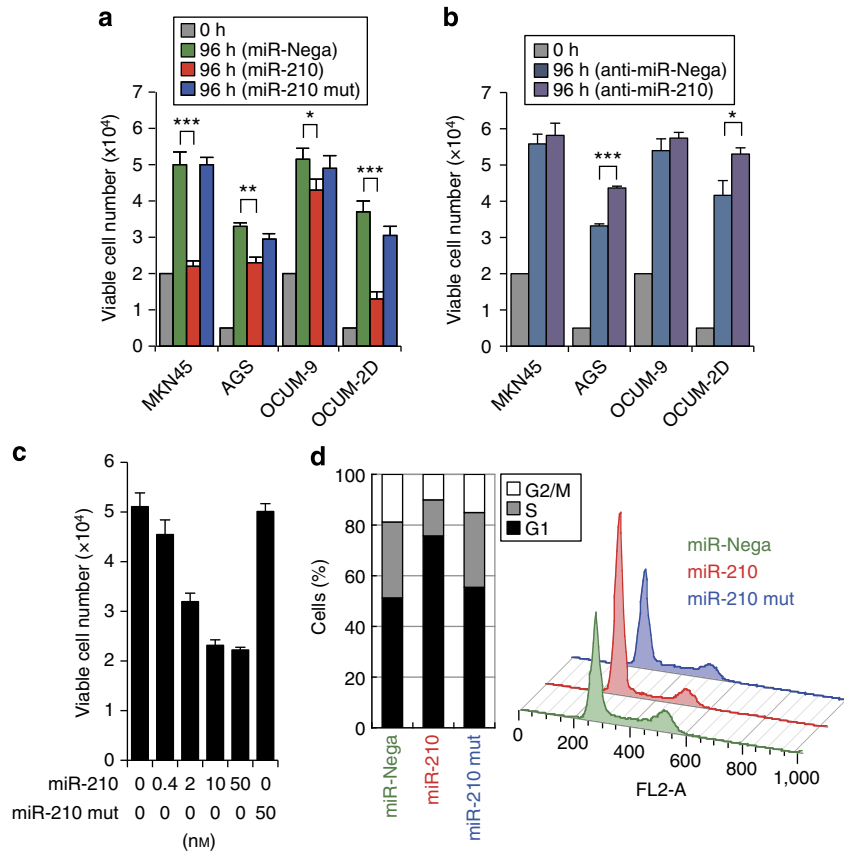 a
0 h
96 h (miR-Nega)
96 h (miR-210)
96 h (miR-210 mut)
Viable cell number (×10⁴)
7
6
5
4
3
2
1
0
***
**
*
***
MKN45
AGS
OCUM-9
OCUM-2D
b
0 h
96 h (anti-miR-Nega)
96 h (anti-miR-210)
Viable cell number (×10⁴)
7
6
5
4
3
2
1
0
***
*
MKN45
AGS
OCUM-9
OCUM-2D
c
Viable cell number (×10⁴)
6
5
4
3
2
1
0
miR-210 0 0.4 2 10 50 0
miR-210 mut 0 0 0 0 0 50
(nM)
d
Cells (%)
100
80
60
40
20
0
G2/M
S
G1
miR-Nega
miR-210
miR-210 mut
miR-Nega
miR-210
miR-210 mut
0 200 400 600 800 1,000
FL2-A